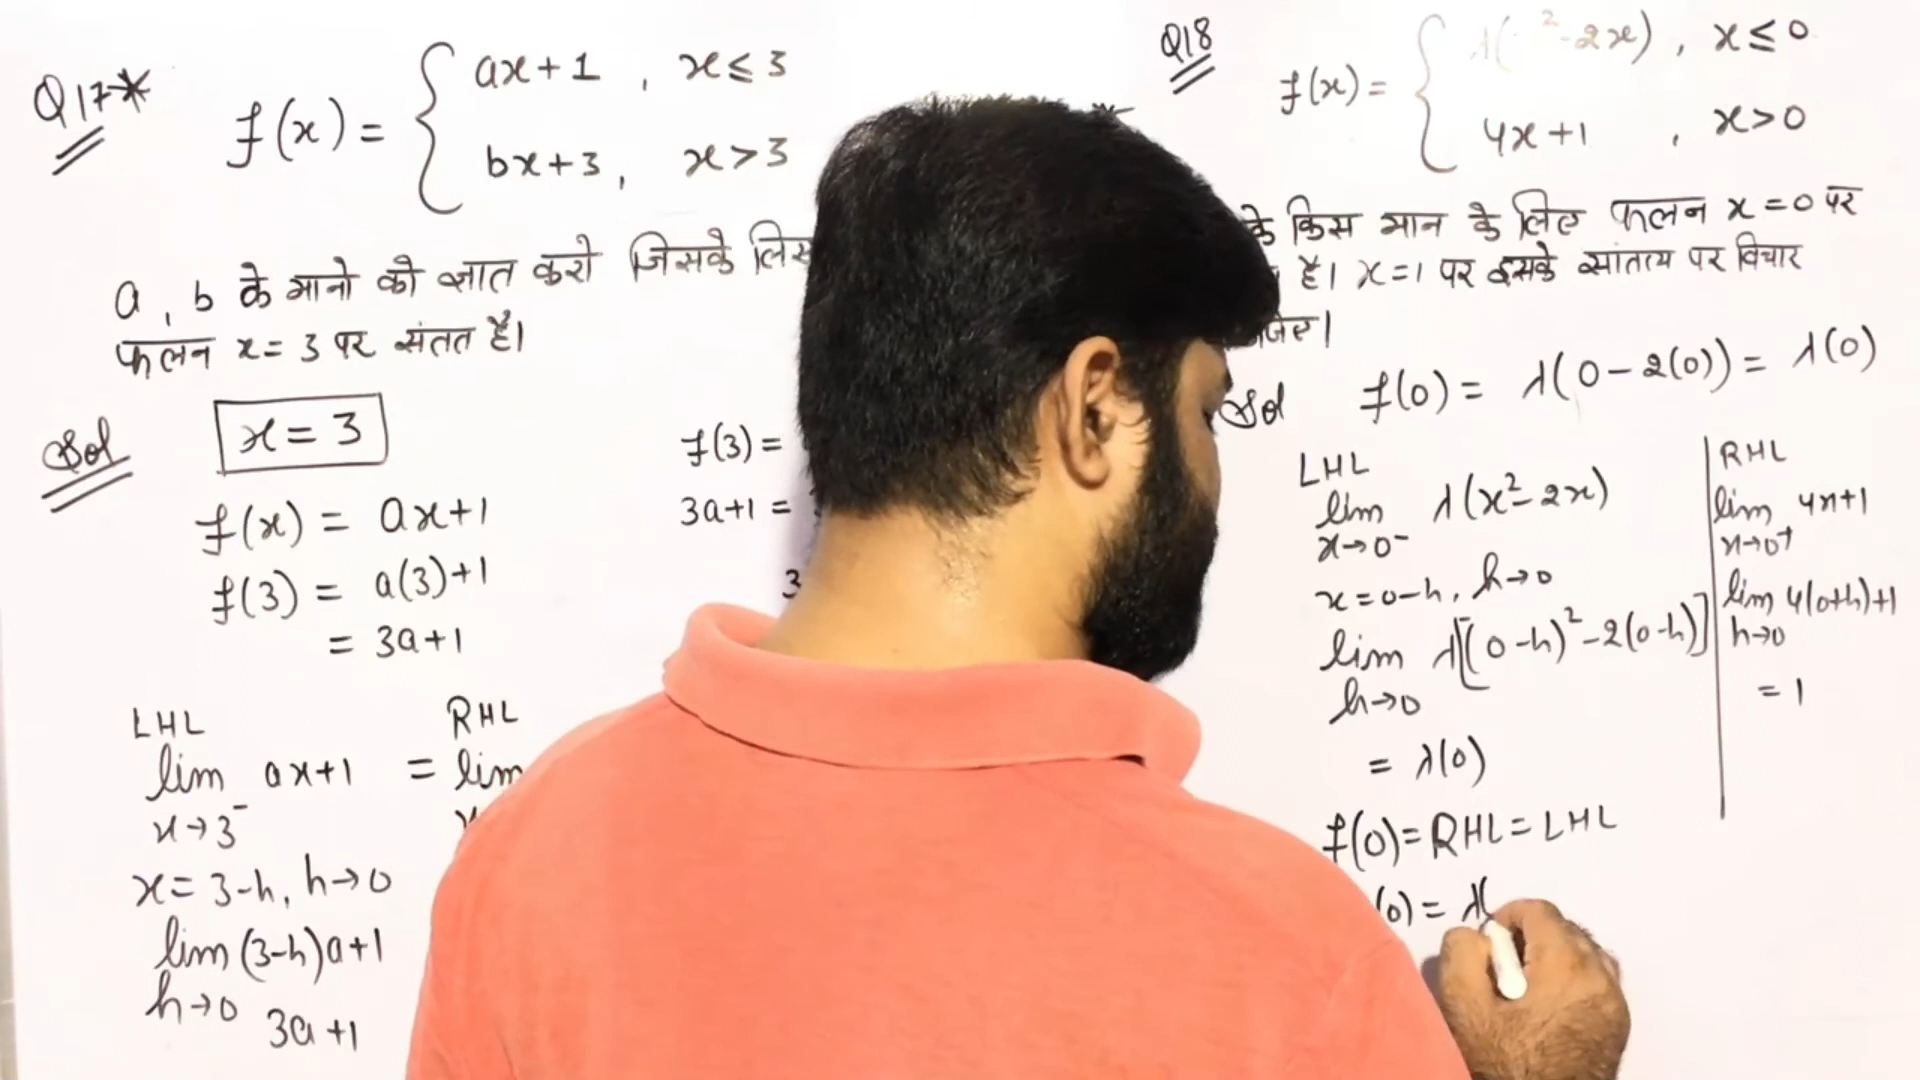 Q17*
f(x) = { ax+1 , x≤3
bx+3, x>3
a, b के मानो को ज्ञात करो जिसके लिए
फलन x=3 पर संतत है।
Sol
x=3
f(x) = ax+1
f(3) = a(3)+1
= 3a+1
LHL
lim ax+1
x→3⁻
x=3-h, h→0
lim (3-h)a+1
h→0
3a+1
RHL
= lim
f(3) =
3a+1 =
3
Q18
f(x) = { λ( ²-2x) , x≤0
4x+1 , x>0
के किस मान के लिए फलन x=0 पर
है। x=1 पर इसके सांतत्य पर विचार
Sol f(0) = λ(0-2(0)) = λ(0)
LHL
lim λ(x²-2x)
x→0⁻
x=0-h, h→0
lim λ[(0-h)²-2(0-h)]
h→0
= λ(0)
RHL
lim 4x+1
x→0⁺
lim 4(0+h)+1
h→0
= 1
f(0)=RHL=LHL
(0) = λ(